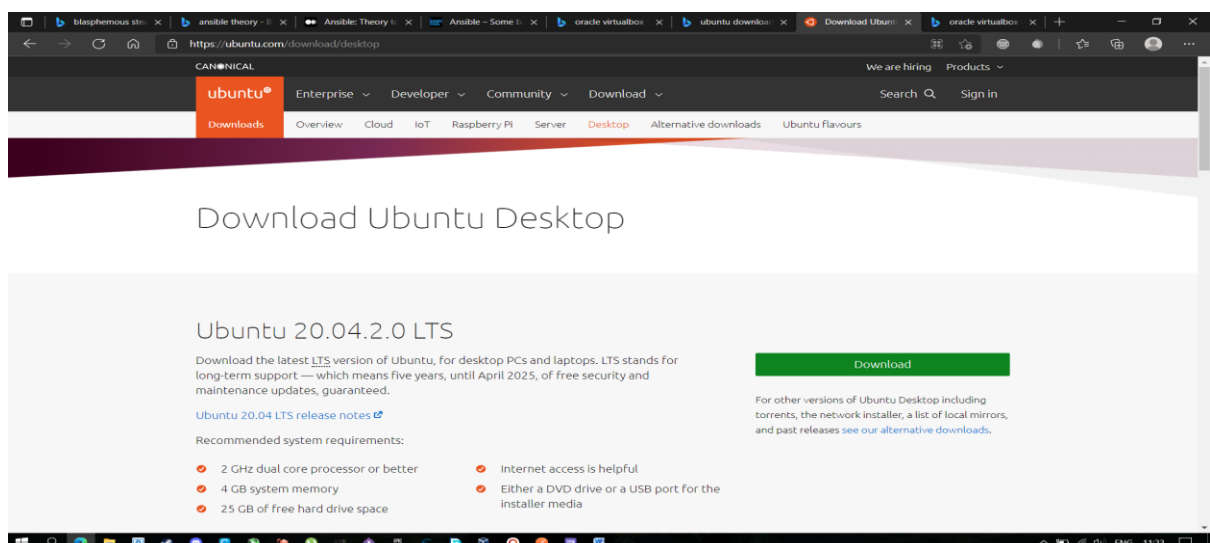 blasphemous ste
ansible theory - B
Ansible: Theory to
Ansible – Some b
oracle virtualbox
ubuntu download
Download Ubunt
oracle virtualbox
https://ubuntu.com/download/desktop
CANONICAL
We are hiring Products
ubuntu® Enterprise Developer Community Download Search Sign in
Downloads Overview Cloud IoT Raspberry Pi Server Desktop Alternative downloads Ubuntu flavours
Download Ubuntu Desktop
Ubuntu 20.04.2.0 LTS
Download the latest LTS version of Ubuntu, for desktop PCs and laptops. LTS stands for
long-term support — which means five years, until April 2025, of free security and
maintenance updates, guaranteed.
Ubuntu 20.04 LTS release notes
Recommended system requirements:
2 GHz dual core processor or better
4 GB system memory
25 GB of free hard drive space
Internet access is helpful
Either a DVD drive or a USB port for the
installer media
Download
For other versions of Ubuntu Desktop including
torrents, the network installer, a list of local mirrors,
and past releases see our alternative downloads.
ENG 11:33